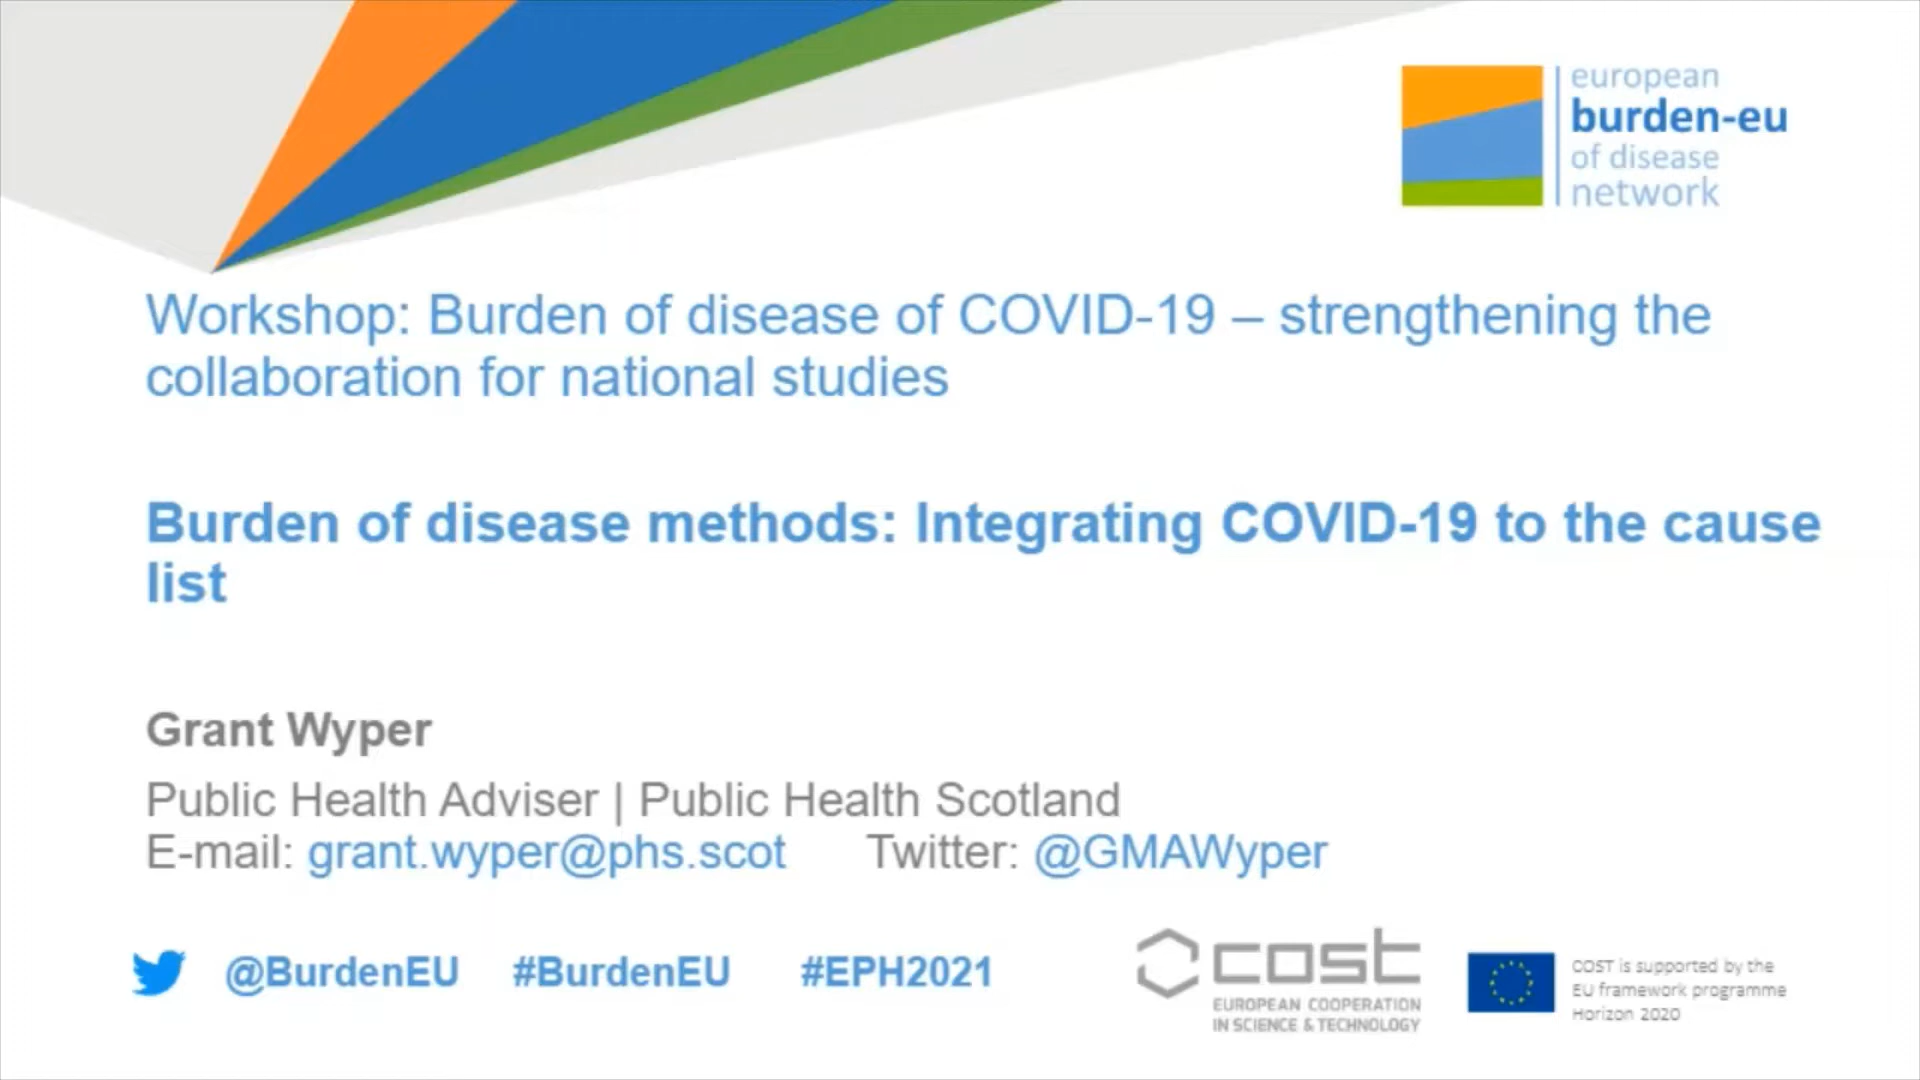 european
burden-eu
of disease
network
Workshop: Burden of disease of COVID-19 – strengthening the
collaboration for national studies
Burden of disease methods: Integrating COVID-19 to the cause
list
Grant Wyper
Public Health Adviser | Public Health Scotland
E-mail: grant.wyper@phs.scot Twitter: @GMAWyper
@BurdenEU #BurdenEU #EPH2021
cost
EUROPEAN COOPERATION
IN SCIENCE & TECHNOLOGY
COST is supported by the
EU framework programme
Horizon 2020